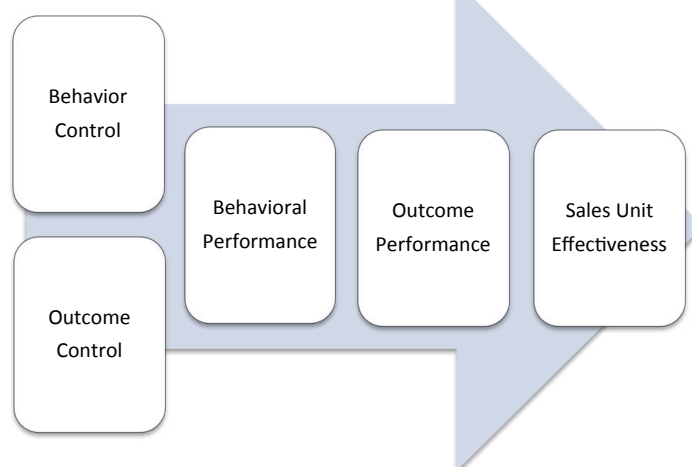 Behavior
Control
Outcome
Control
Behavioral
Performance
Outcome
Performance
Sales Unit
Effectiveness